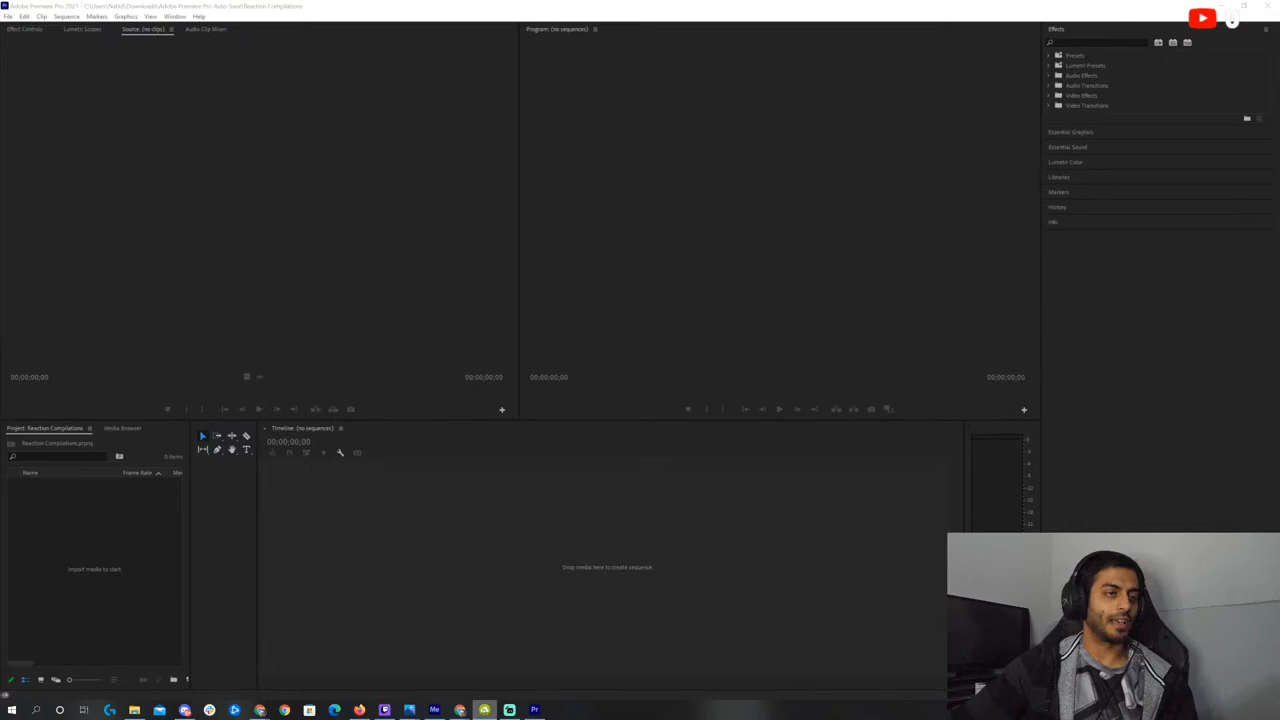 Adobe Premiere Pro 2021 - C:\Users\Nahid\Downloads\Adobe Premiere Pro Auto-Save\Reaction Compilations
File Edit Clip Sequence Markers Graphics View Window Help
Effect Controls Lumetri Scopes Source: (no clips) Audio Clip Mixer:
Program: (no sequences)
Effects
Presets
Lumetri Presets
Audio Effects
Audio Transitions
Video Effects
Video Transitions
Essential Graphics
Essential Sound
Lumetri Color
Libraries
Markers
History
Info
00;00;00;00 00;00;00;00
00;00;00;00 00;00;00;00
Project: Reaction Compilations Media Browser
Reaction Compilations.prproj
0 items
Name Frame Rate
Import media to start
Timeline: (no sequences)
00;00;00;00
Drop media here to create sequence.
0
Me
Pr